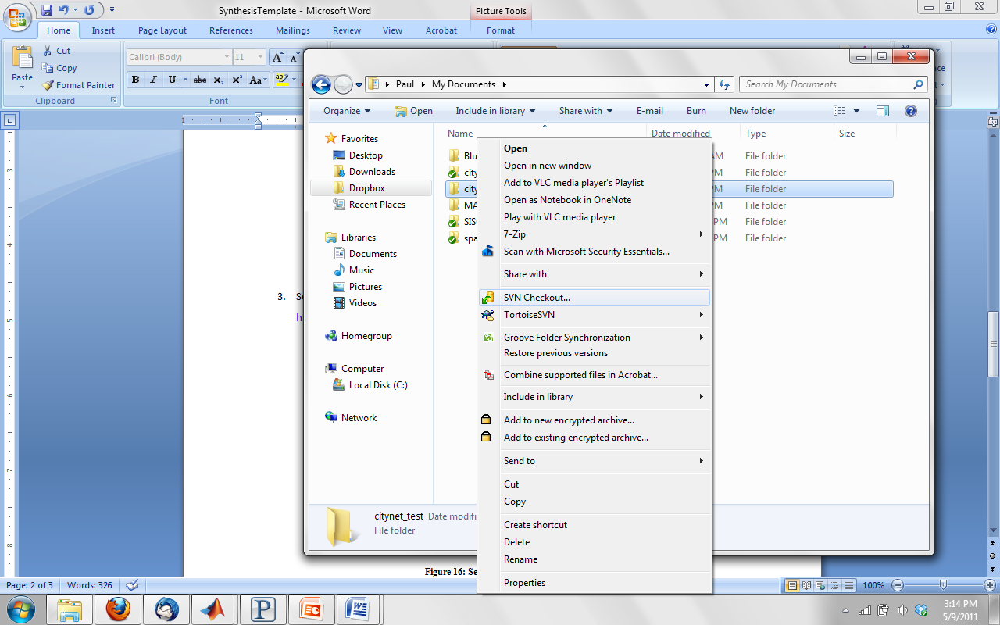 SynthesisTemplate - Microsoft Word
Picture Tools
Home Insert Page Layout References Mailings Review View Acrobat Format
Paste
Cut
Copy
Format Painter
Clipboard
Calibri (Body) 11
B I U abc X₂ X² Aa ab
Font
Paul My Documents
Search My Documents
Organize Open Include in library Share with E-mail Burn New folder
Favorites
Desktop
Downloads
Dropbox
Recent Places
Libraries
Documents
Music
Pictures
Videos
Homegroup
Computer
Local Disk (C:)
Network
Name Date modified Type Size
Blu AM File folder
city PM File folder
city PM File folder
MA PM File folder
SIS PM File folder
spa PM File folder
Open
Open in new window
Add to VLC media player's Playlist
Open as Notebook in OneNote
Play with VLC media player
7-Zip
Scan with Microsoft Security Essentials...
Share with
SVN Checkout...
TortoiseSVN
Groove Folder Synchronization
Restore previous versions
Combine supported files in Acrobat...
Include in library
Add to new encrypted archive...
Add to existing encrypted archive...
Send to
Cut
Copy
Create shortcut
Delete
Rename
Properties
citynet_test Date modifi
File folder
3. Se
Figure 16: Se
Page: 2 of 3 Words: 326 100%
3:14 PM
5/9/2011